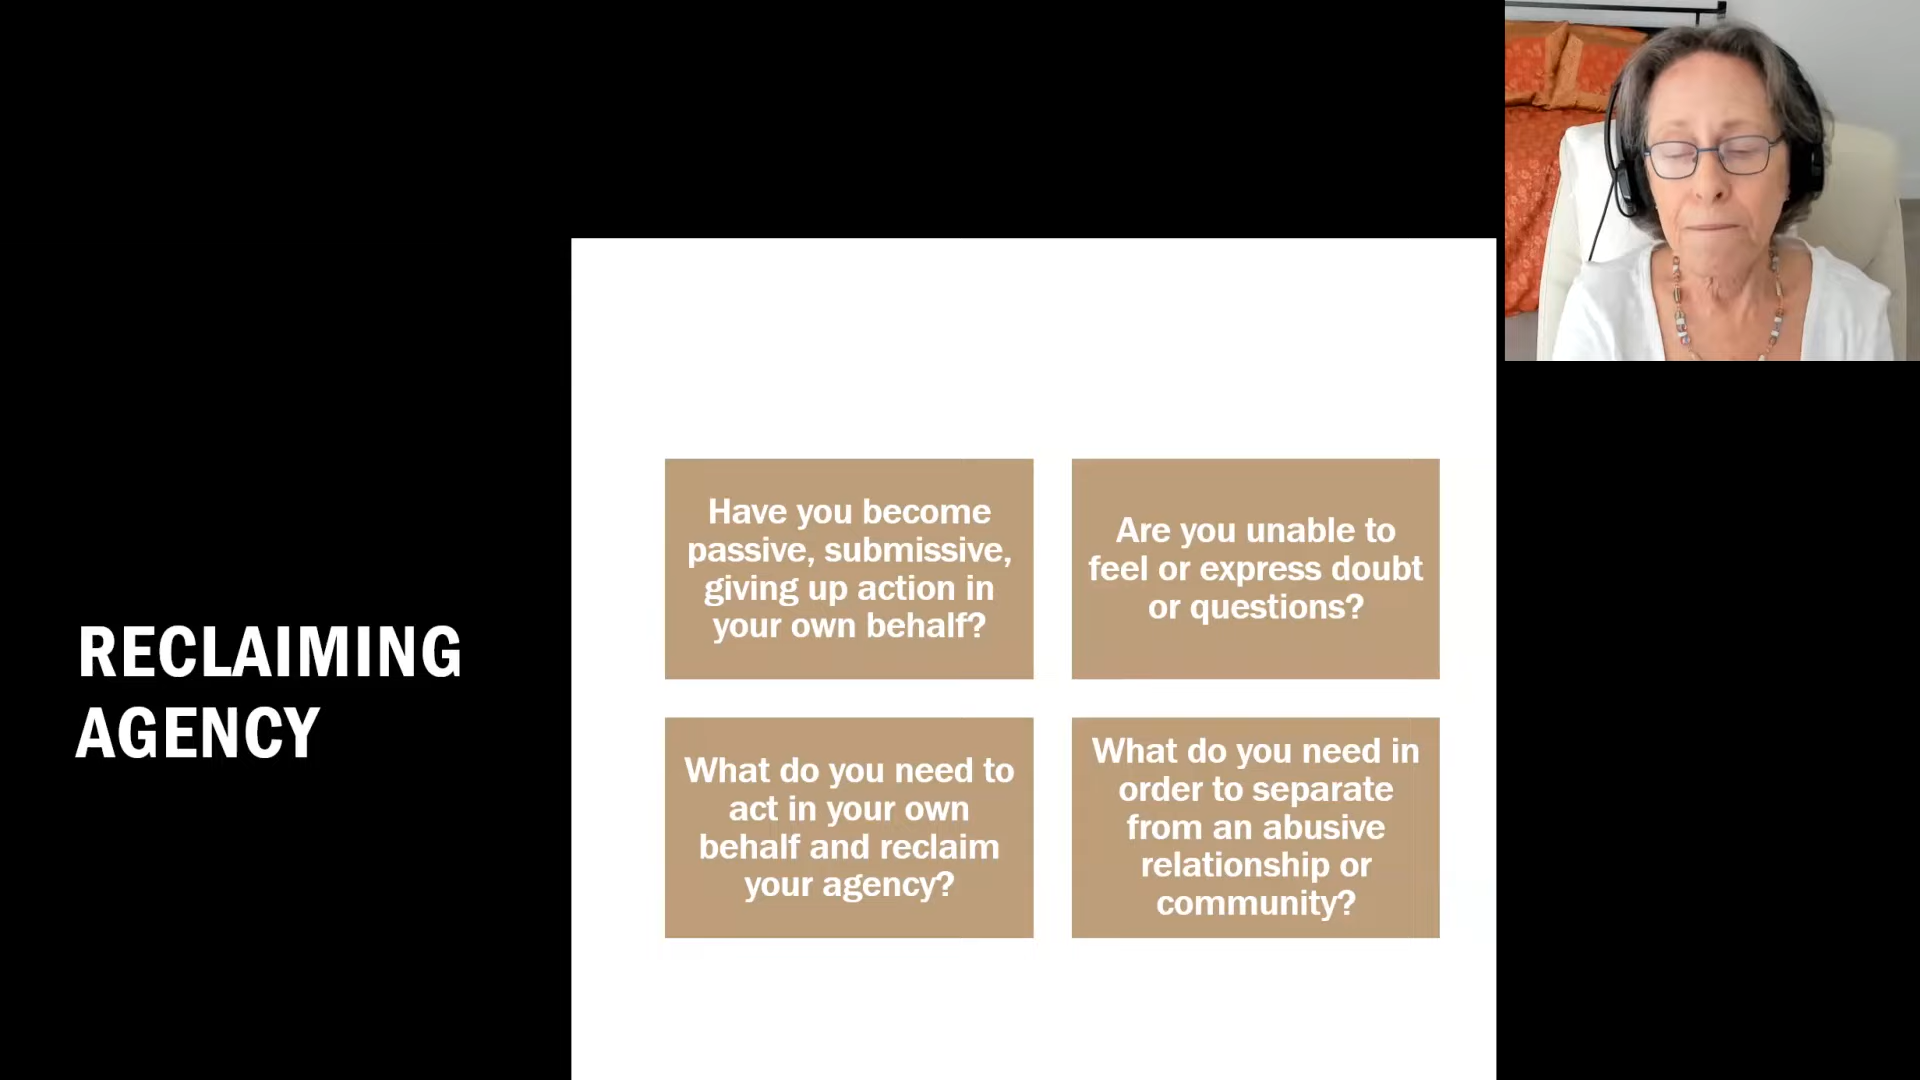 RECLAIMING
AGENCY
Have you become
passive, submissive,
giving up action in
your own behalf?
Are you unable to
feel or express doubt
or questions?
What do you need to
act in your own
behalf and reclaim
your agency?
What do you need in
order to separate
from an abusive
relationship or
community?